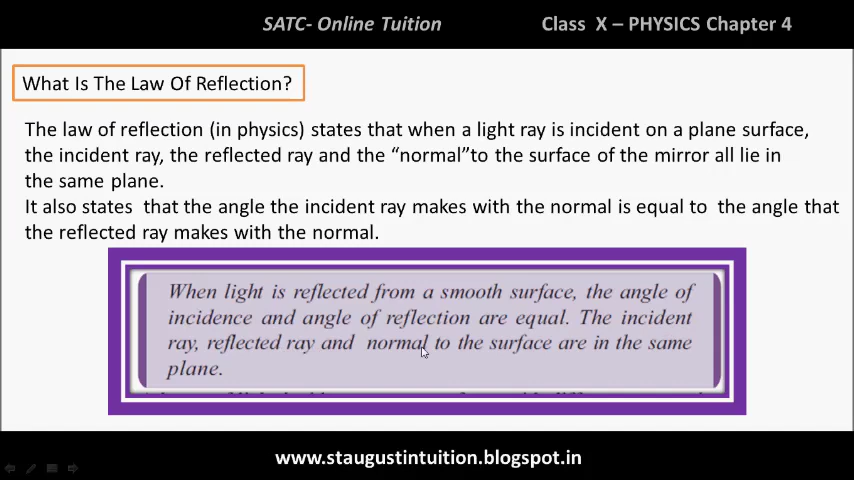 SATC- Online Tuition
Class X – PHYSICS Chapter 4
What Is The Law Of Reflection?
The law of reflection (in physics) states that when a light ray is incident on a plane surface,
the incident ray, the reflected ray and the “normal”to the surface of the mirror all lie in
the same plane.
It also states that the angle the incident ray makes with the normal is equal to the angle that
the reflected ray makes with the normal.
When light is reflected from a smooth surface, the angle of
incidence and angle of reflection are equal. The incident
ray, reflected ray and normal to the surface are in the same
plane.
www.staugustintuition.blogspot.in